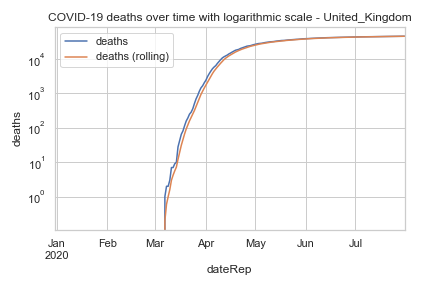 COVID-19 deaths over time with logarithmic scale - United_Kingdom
deaths
deaths (rolling)
10⁴
10³
10²
10¹
10⁰
deaths
Jan Feb Mar Apr May Jun Jul
2020
dateRep